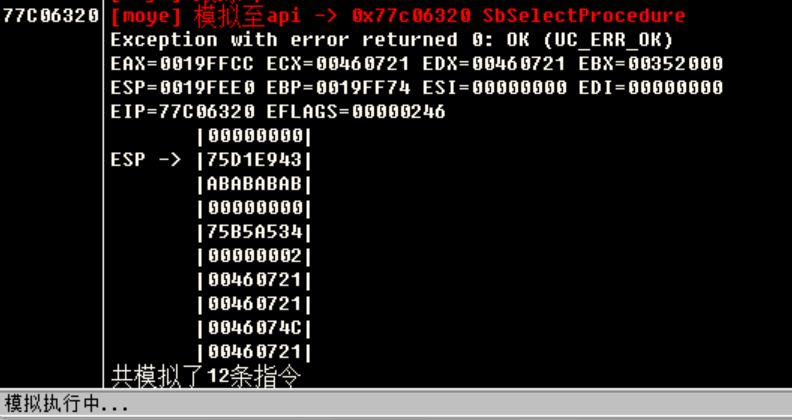 77C06320 [moye] 模拟至api -> 0x77c06320 SbSelectProcedure
Exception with error returned 0: OK (UC_ERR_OK)
EAX=0019FFCC ECX=00460721 EDX=00460721 EBX=00352000
ESP=0019FEE0 EBP=0019FF74 ESI=00000000 EDI=00000000
EIP=77C06320 EFLAGS=00000246
|00000000|
ESP -> |75D1E943|
|ABABABAB|
|00000000|
|75B5A534|
|00000002|
|00460721|
|00460721|
|0046074C|
|00460721|
共模拟了12条指令
模拟执行中...